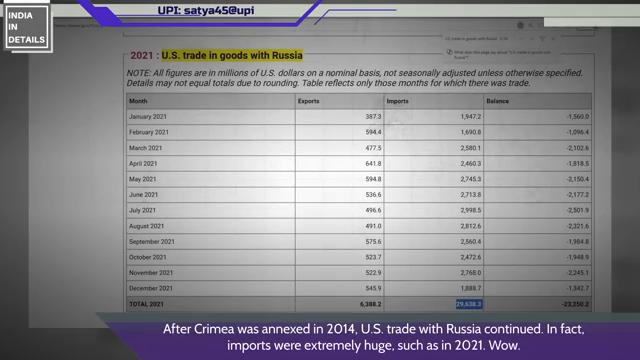 INDIA
IN
DETAILS
UPI: satya45@upi
2021 : U.S. trade in goods with Russia
NOTE: All figures are in millions of U.S. dollars on a nominal basis, not seasonally adjusted unless otherwise specified.
Details may not equal totals due to rounding. Table reflects only those months for which there was trade.
Month Exports Imports Balance
January 2021 387.3 1,947.2 -1,560.0
February 2021 594.4 1,690.8 -1,096.4
March 2021 477.5 2,580.1 -2,102.6
April 2021 641.8 2,460.3 -1,818.5
May 2021 594.8 2,745.3 -2,150.4
June 2021 536.6 2,713.8 -2,177.2
July 2021 496.6 2,998.5 -2,501.9
August 2021 491.0 2,812.6 -2,321.6
September 2021 575.6 2,560.4 -1,984.8
October 2021 523.7 2,472.6 -1,948.9
November 2021 522.9 2,768.0 -2,245.1
December 2021 545.9 1,888.7 -1,342.7
TOTAL 2021 6,388.2 29,638.3 -23,250.2
After Crimea was annexed in 2014, U.S. trade with Russia continued. In fact,
imports were extremely huge, such as in 2021. Wow.